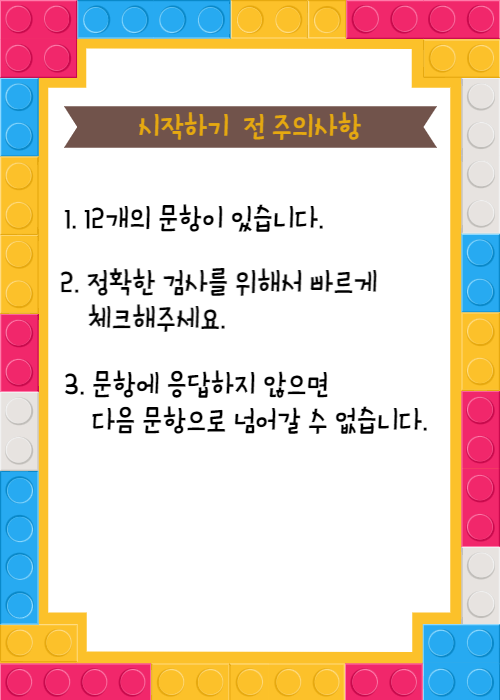 시작하기 전 주의사항
1. 12개의 문항이 있습니다.
2. 정확한 검사를 위해서 빠르게
체크해주세요.
3. 문항에 응답하지 않으면
다음 문항으로 넘어갈 수 없습니다.